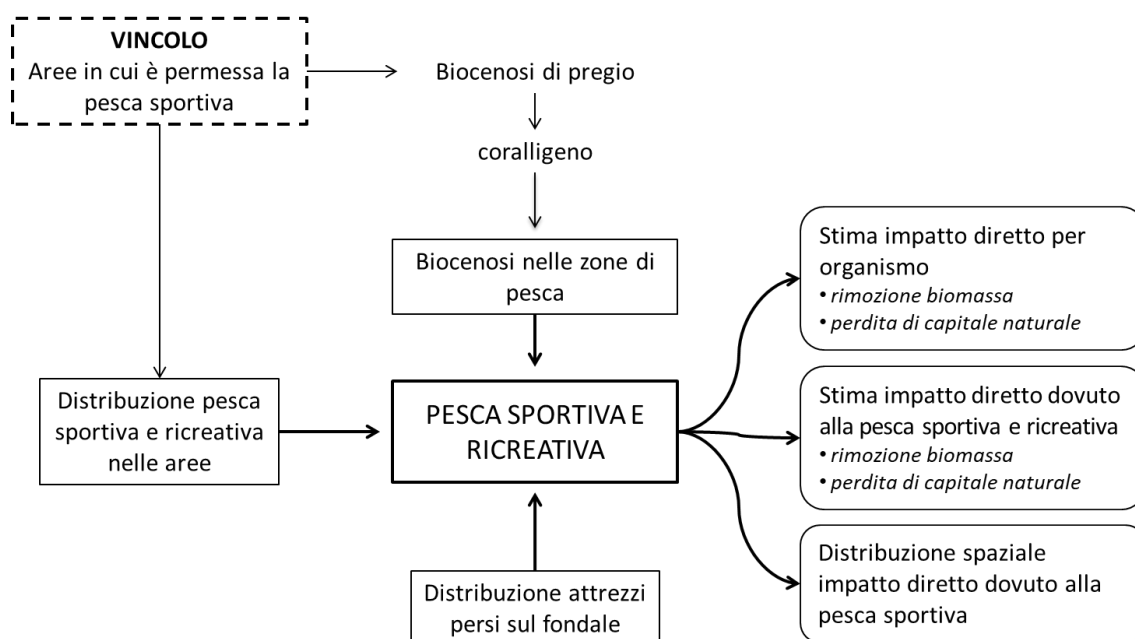 VINCOLO
Aree in cui è permessa la
pesca sportiva
Biocenosi di pregio
coralligeno
Biocenosi nelle zone di
pesca
Distribuzione pesca
sportiva e ricreativa
nelle aree
PESCA SPORTIVA E
RICREATIVA
Distribuzione attrezzi
persi sul fondale
Stima impatto diretto per
organismo
• rimozione biomassa
• perdita di capitale naturale
Stima impatto diretto dovuto
alla pesca sportiva e ricreativa
• rimozione biomassa
• perdita di capitale naturale
Distribuzione spaziale
impatto diretto dovuto alla
pesca sportiva